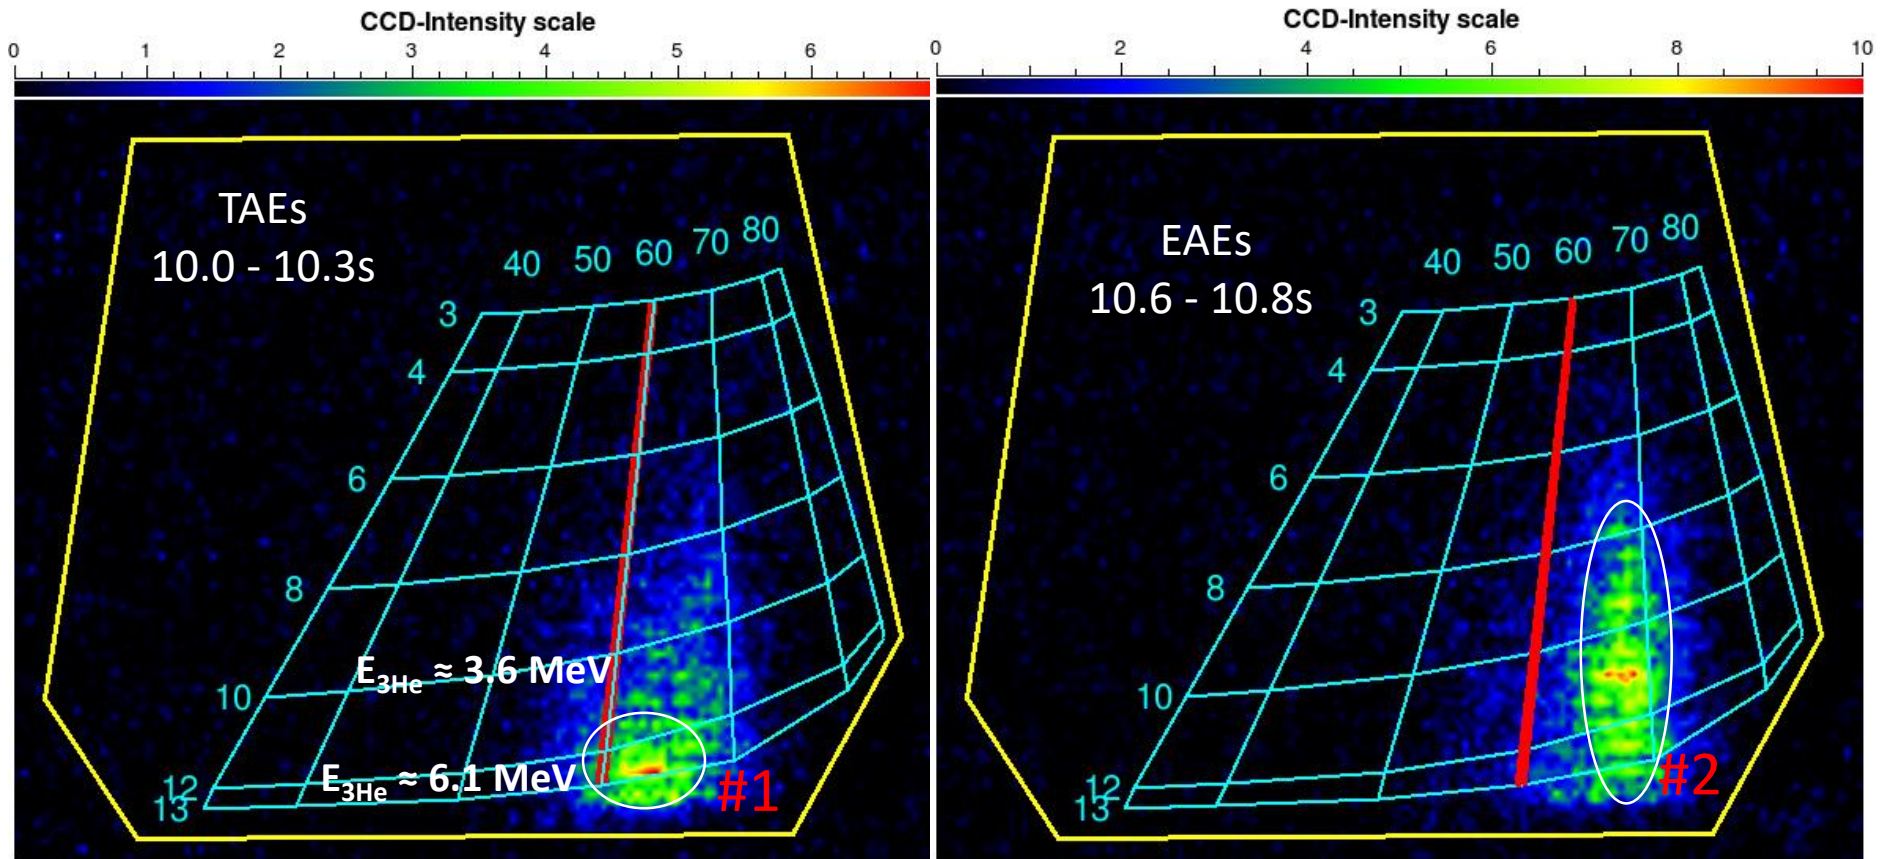 CCD-Intensity scale
0 1 2 3 4 5 6
TAEs
10.0 - 10.3s
40 50 60 70 80
3
4
6
8
10
12
13
E3He ≈ 3.6 MeV
E3He ≈ 6.1 MeV
#1
CCD-Intensity scale
0 2 4 6 8 10
EAEs
10.6 - 10.8s
40 50 60 70 80
3
4
6
8
10
12
13
#2